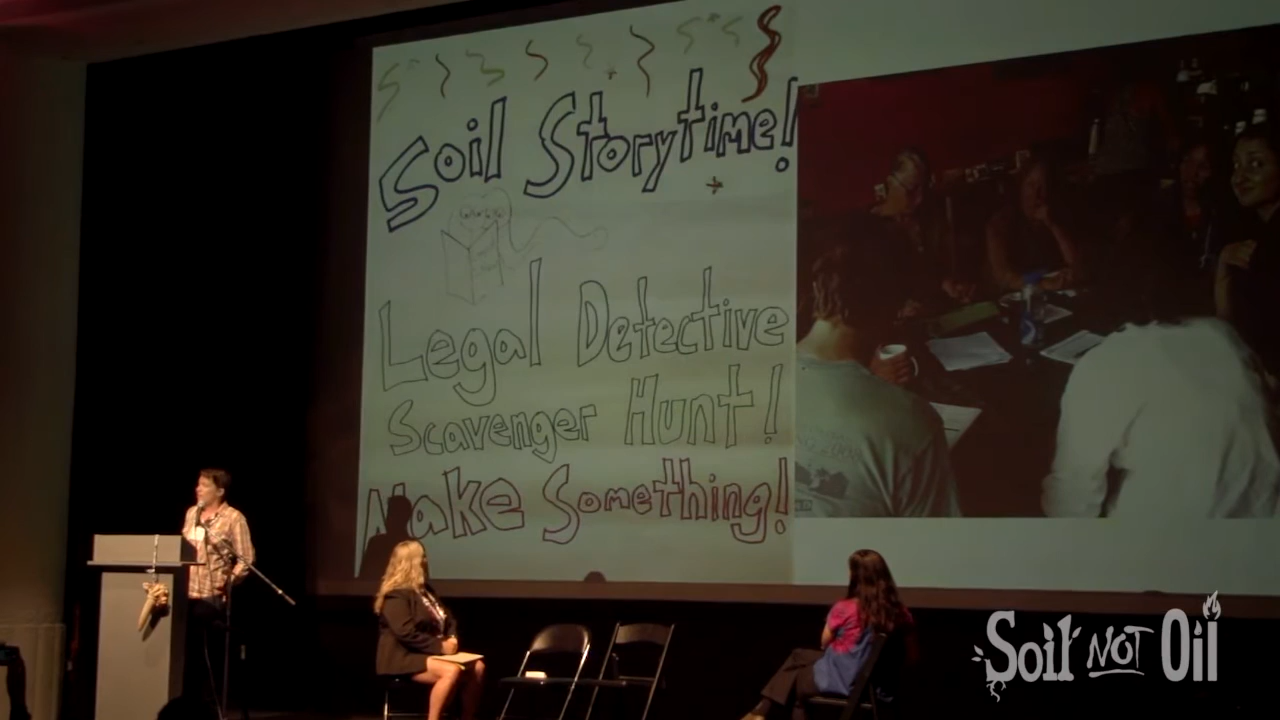 Soil Storytime!
Legal Detective
Scavenger Hunt!
Make Something!
Soil NOT Oil